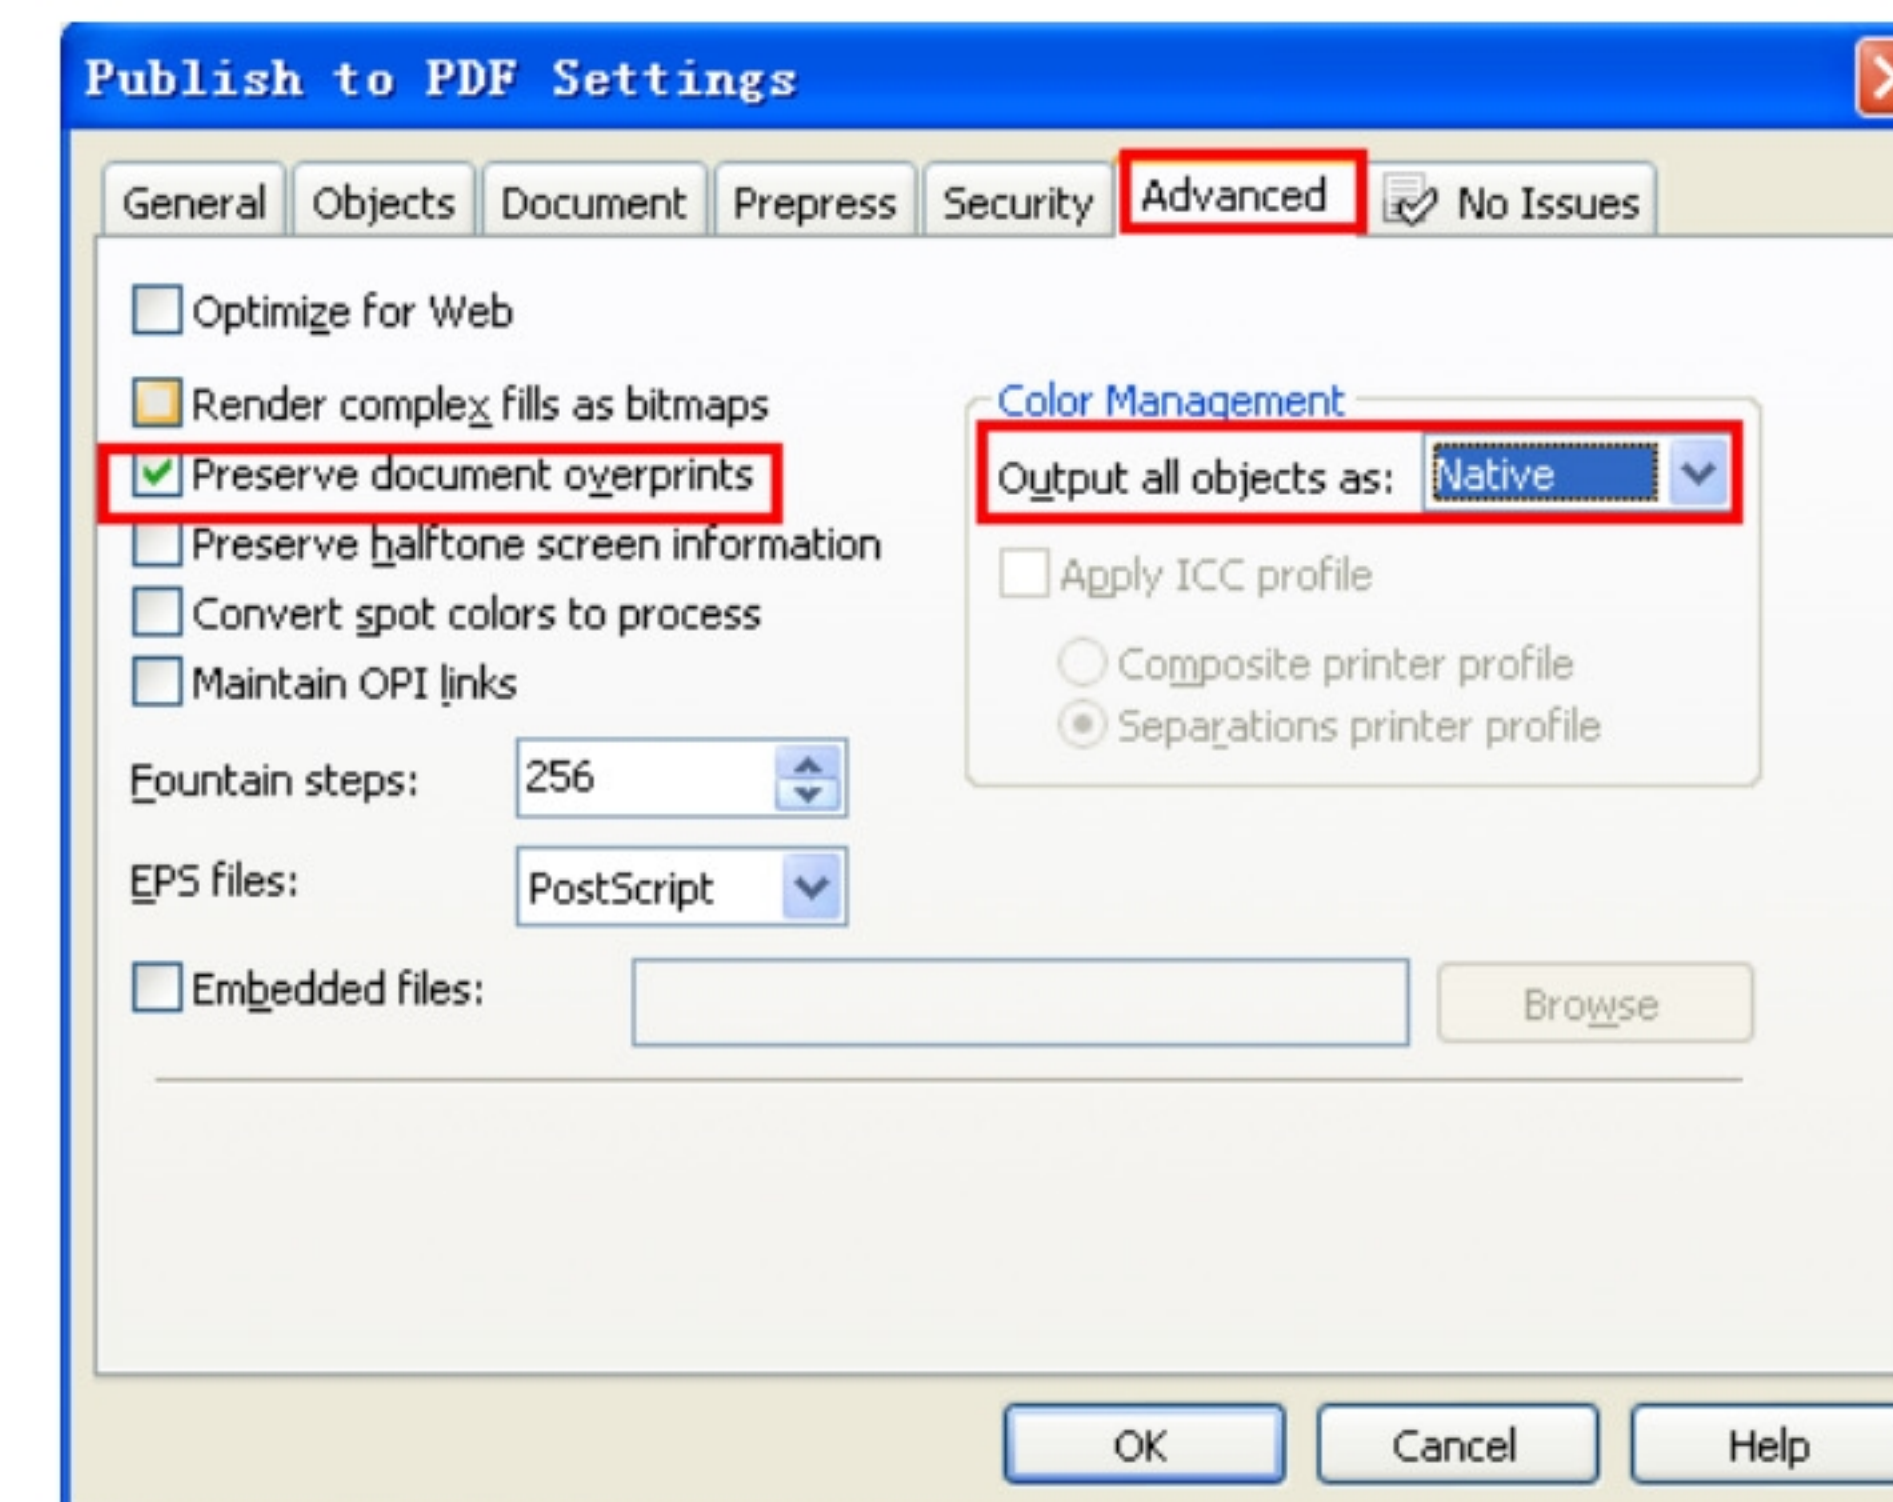 Publish to PDF Settings
General Objects Document Prepress Security Advanced No Issues
Optimize for Web
Render complex fills as bitmaps
Color Management
Preserve document overprints
Output all objects as: Native
Preserve halftone screen information
Apply ICC profile
Convert spot colors to process
Composite printer profile
Maintain OPI links
Separations printer profile
Fountain steps: 256
EPS files: PostScript
Embedded files: Browse
OK Cancel Help